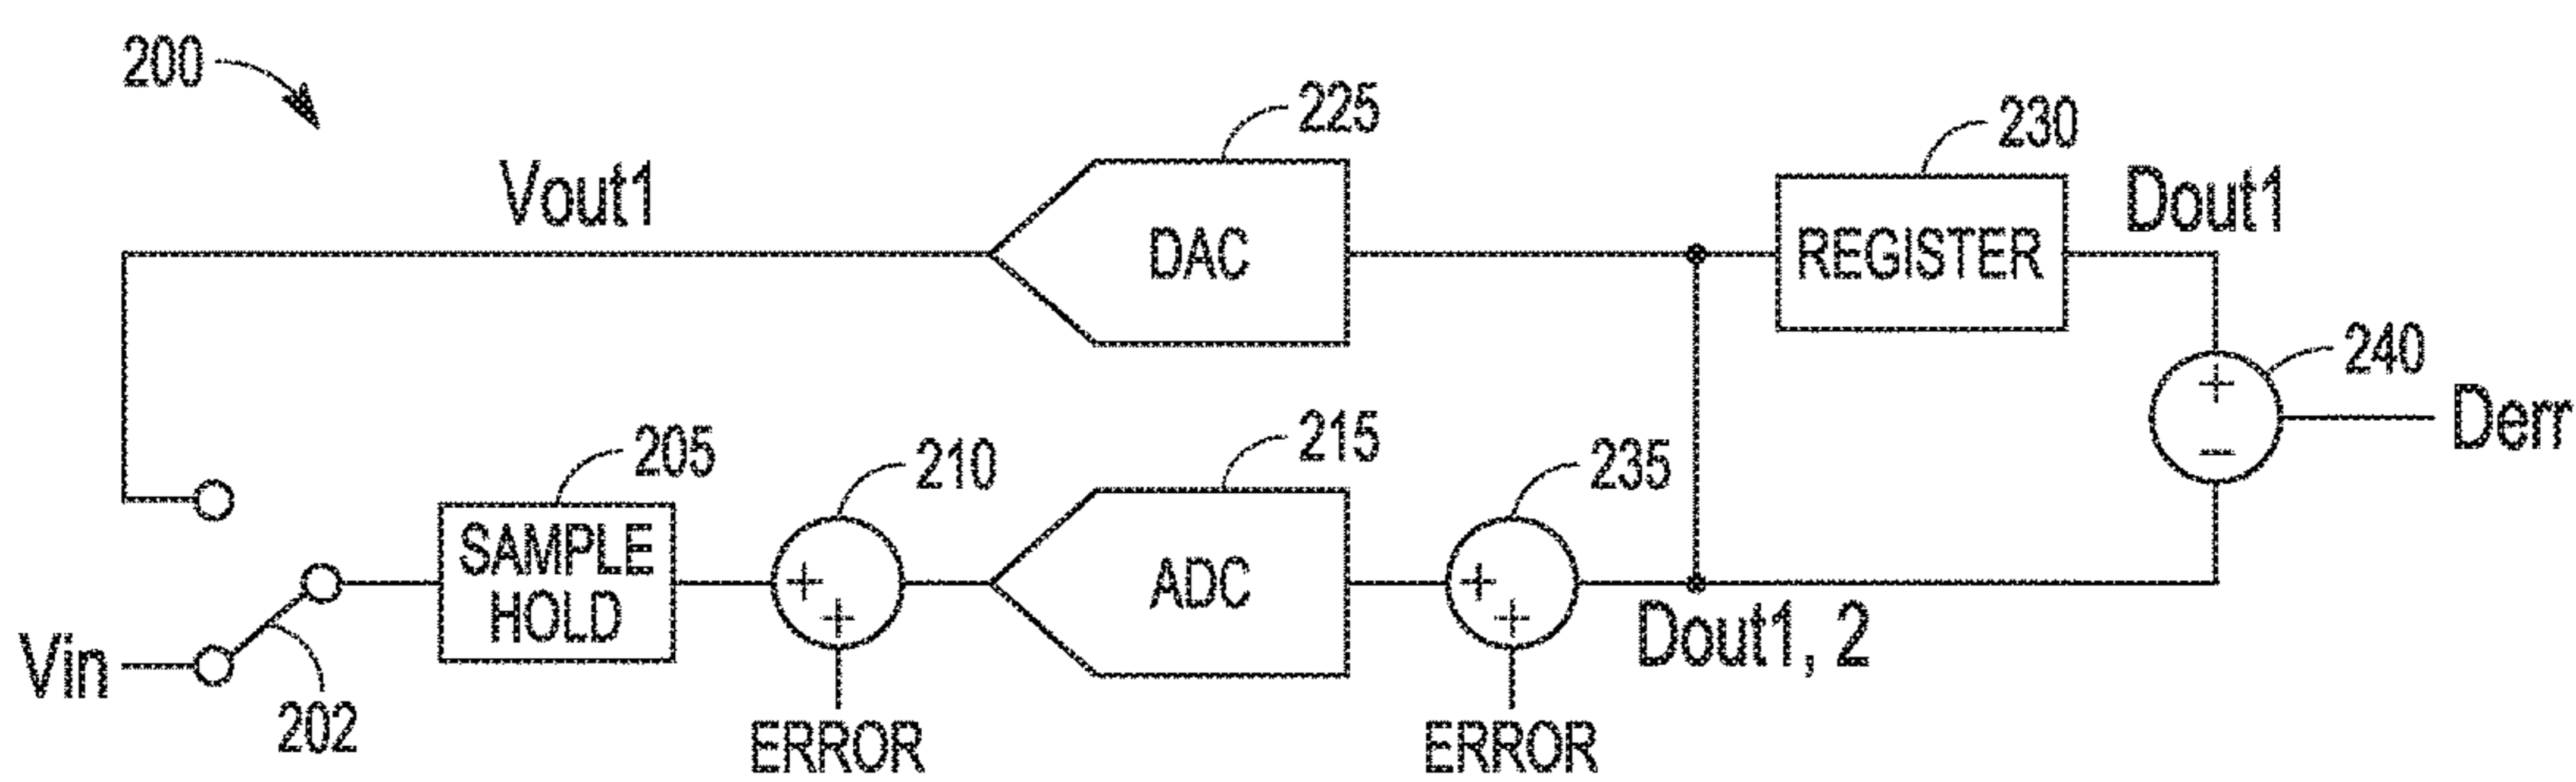 200
225
230
Vout1
Dout1
DAC
REGISTER
240
Derr
205
210
215
235
SAMPLE
HOLD
+
+
ADC
+
+
+
−
Vin
202
Dout1, 2
ERROR
ERROR